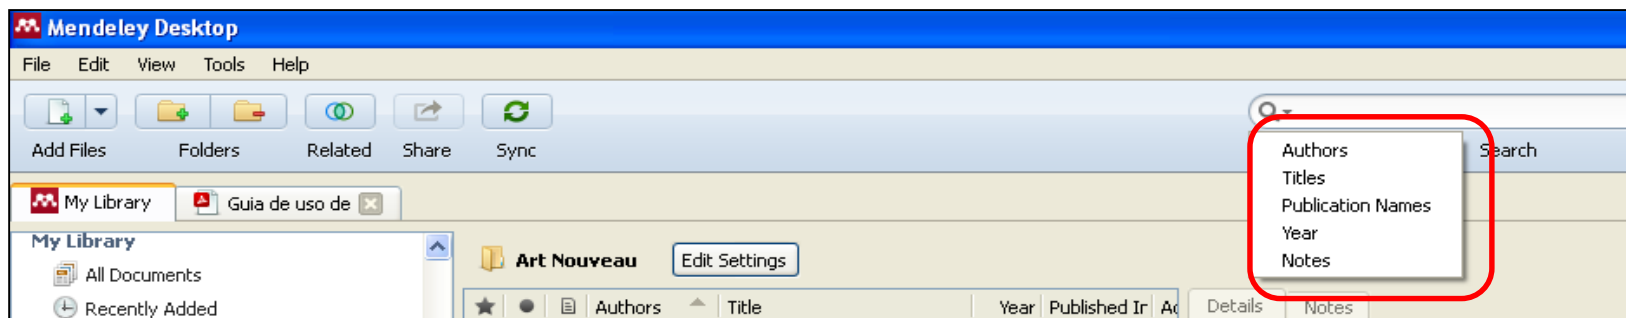 Mendeley Desktop
File Edit View Tools Help
Add Files Folders Related Share Sync Search
Authors
Titles
Publication Names
Year
Notes
My Library Guia de uso de
My Library
All Documents
Recently Added
Art Nouveau Edit Settings
Authors Title Year Published In Ad Details Notes